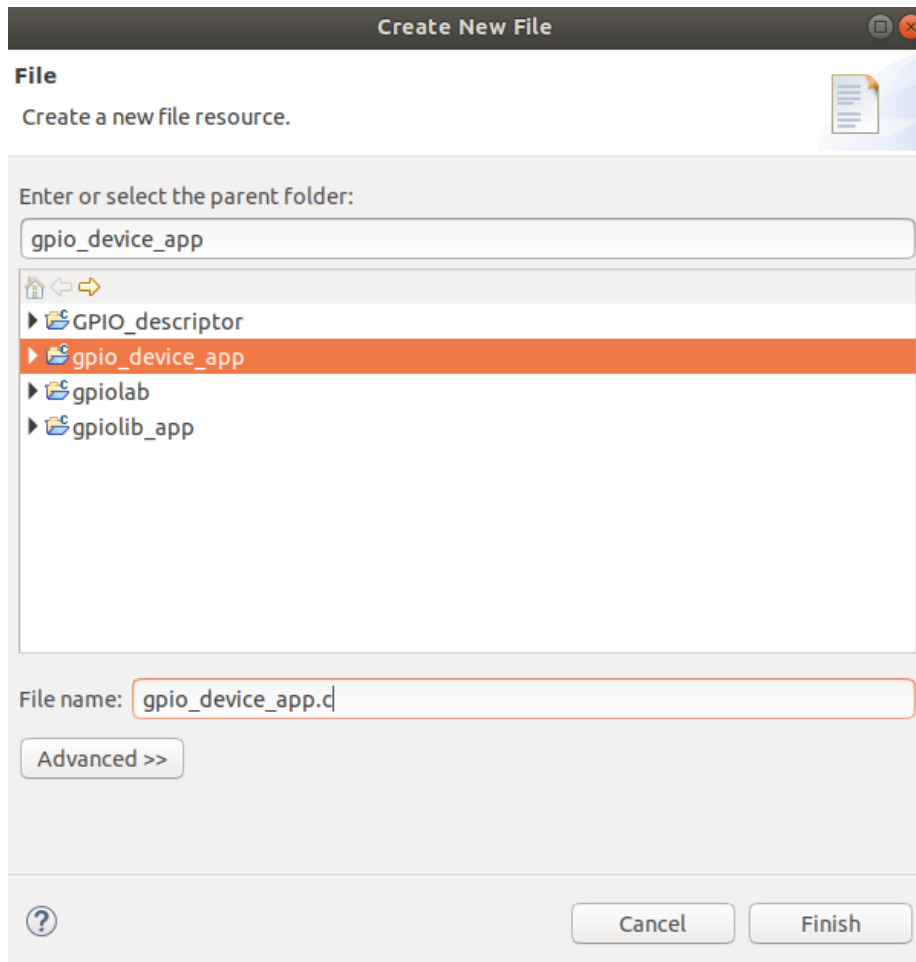 Create New File
File
Create a new file resource.
Enter or select the parent folder:
gpio_device_app
GPIO_descriptor
gpio_device_app
gpiolab
gpiolib_app
File name: gpio_device_app.c
Advanced >>
? Cancel Finish